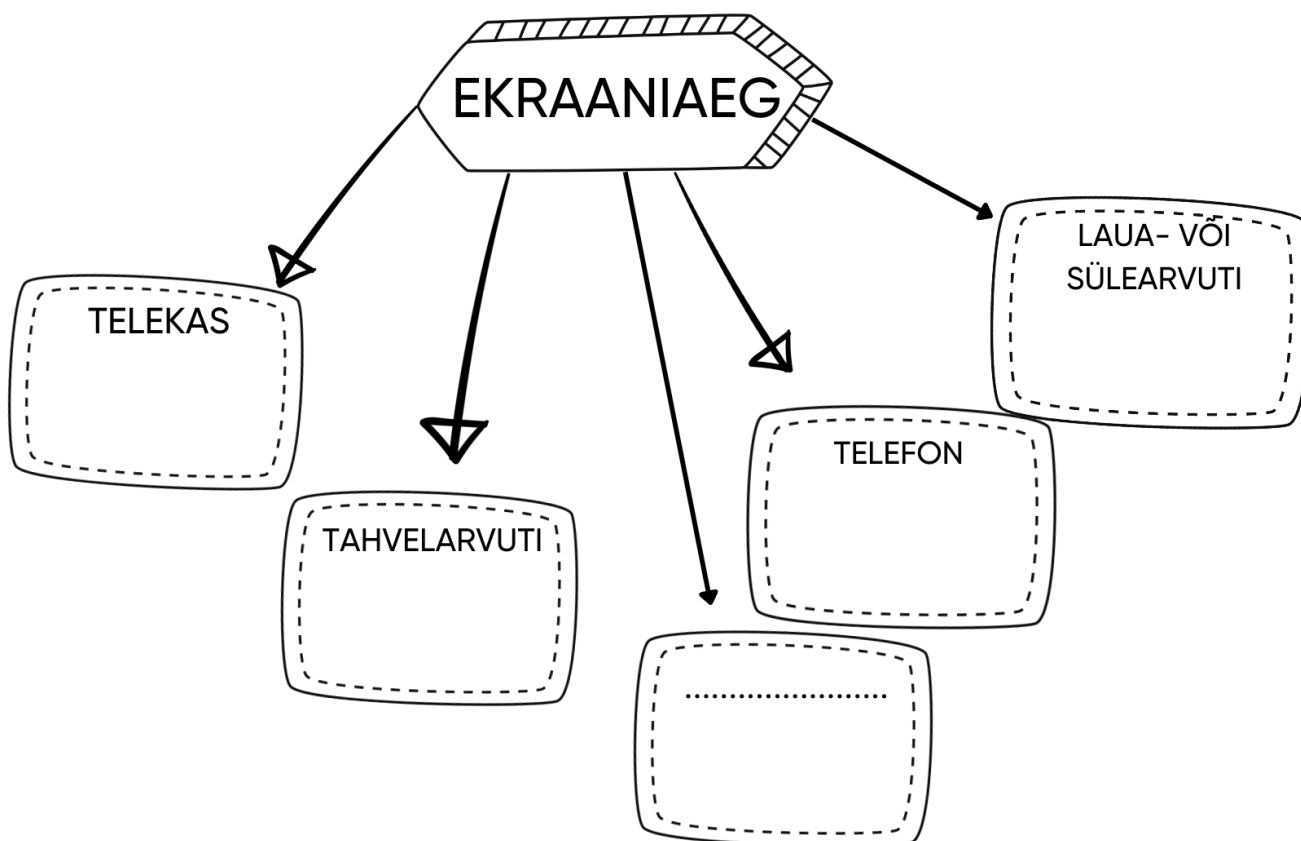 EKRAANIAEG
TELEKAS
TAHVELARVUTI
.......................
TELEFON
LAUA- VÕI
SÜLEARVUTI